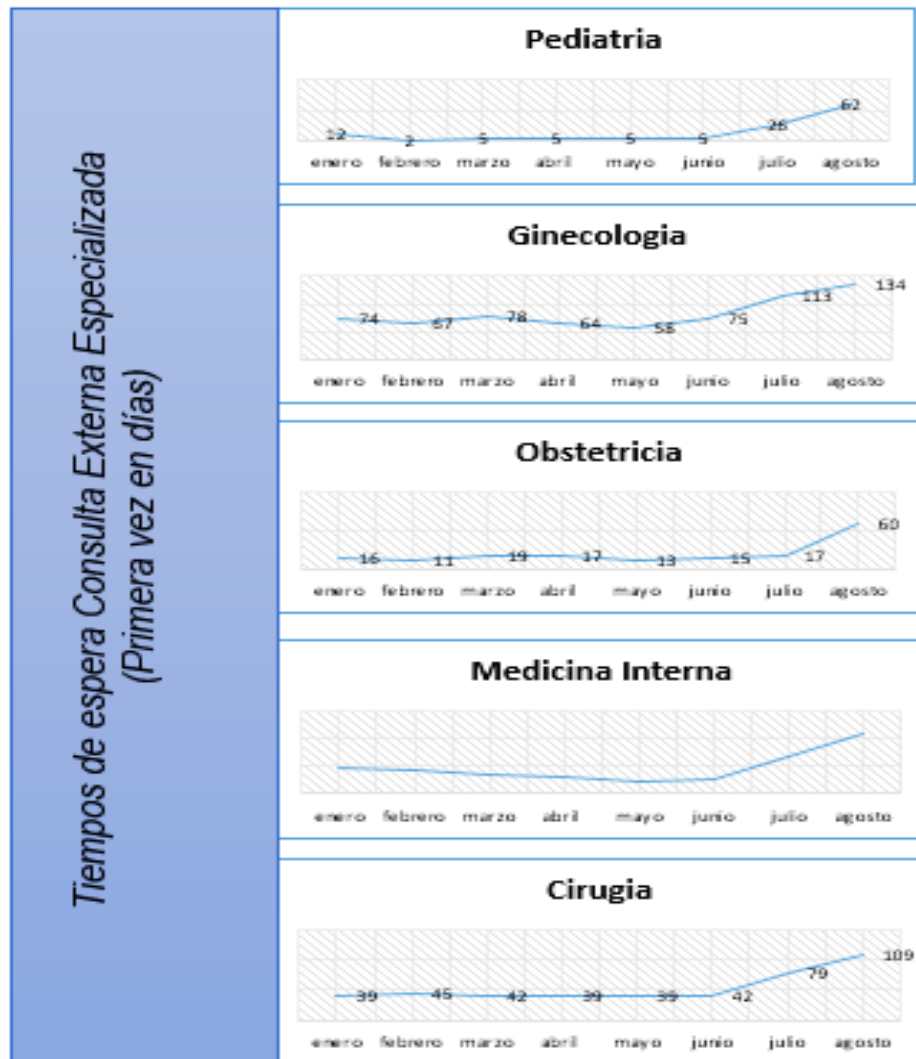 Tiempos de espera Consulta Externa Especializada
(Primera vez en días)
Pediatria
12 2 5 5 5 5 26 62
enero febrero marzo abril mayo junio julio agosto
Ginecologia
74 67 78 64 58 75 113 134
enero febrero marzo abril mayo junio julio agosto
Obstetricia
16 11 19 17 13 15 17 60
enero febrero marzo abril mayo junio julio agosto
Medicina Interna
enero febrero marzo abril mayo junio julio agosto
Cirugia
39 45 42 39 39 42 79 109
enero febrero marzo abril mayo junio julio agosto